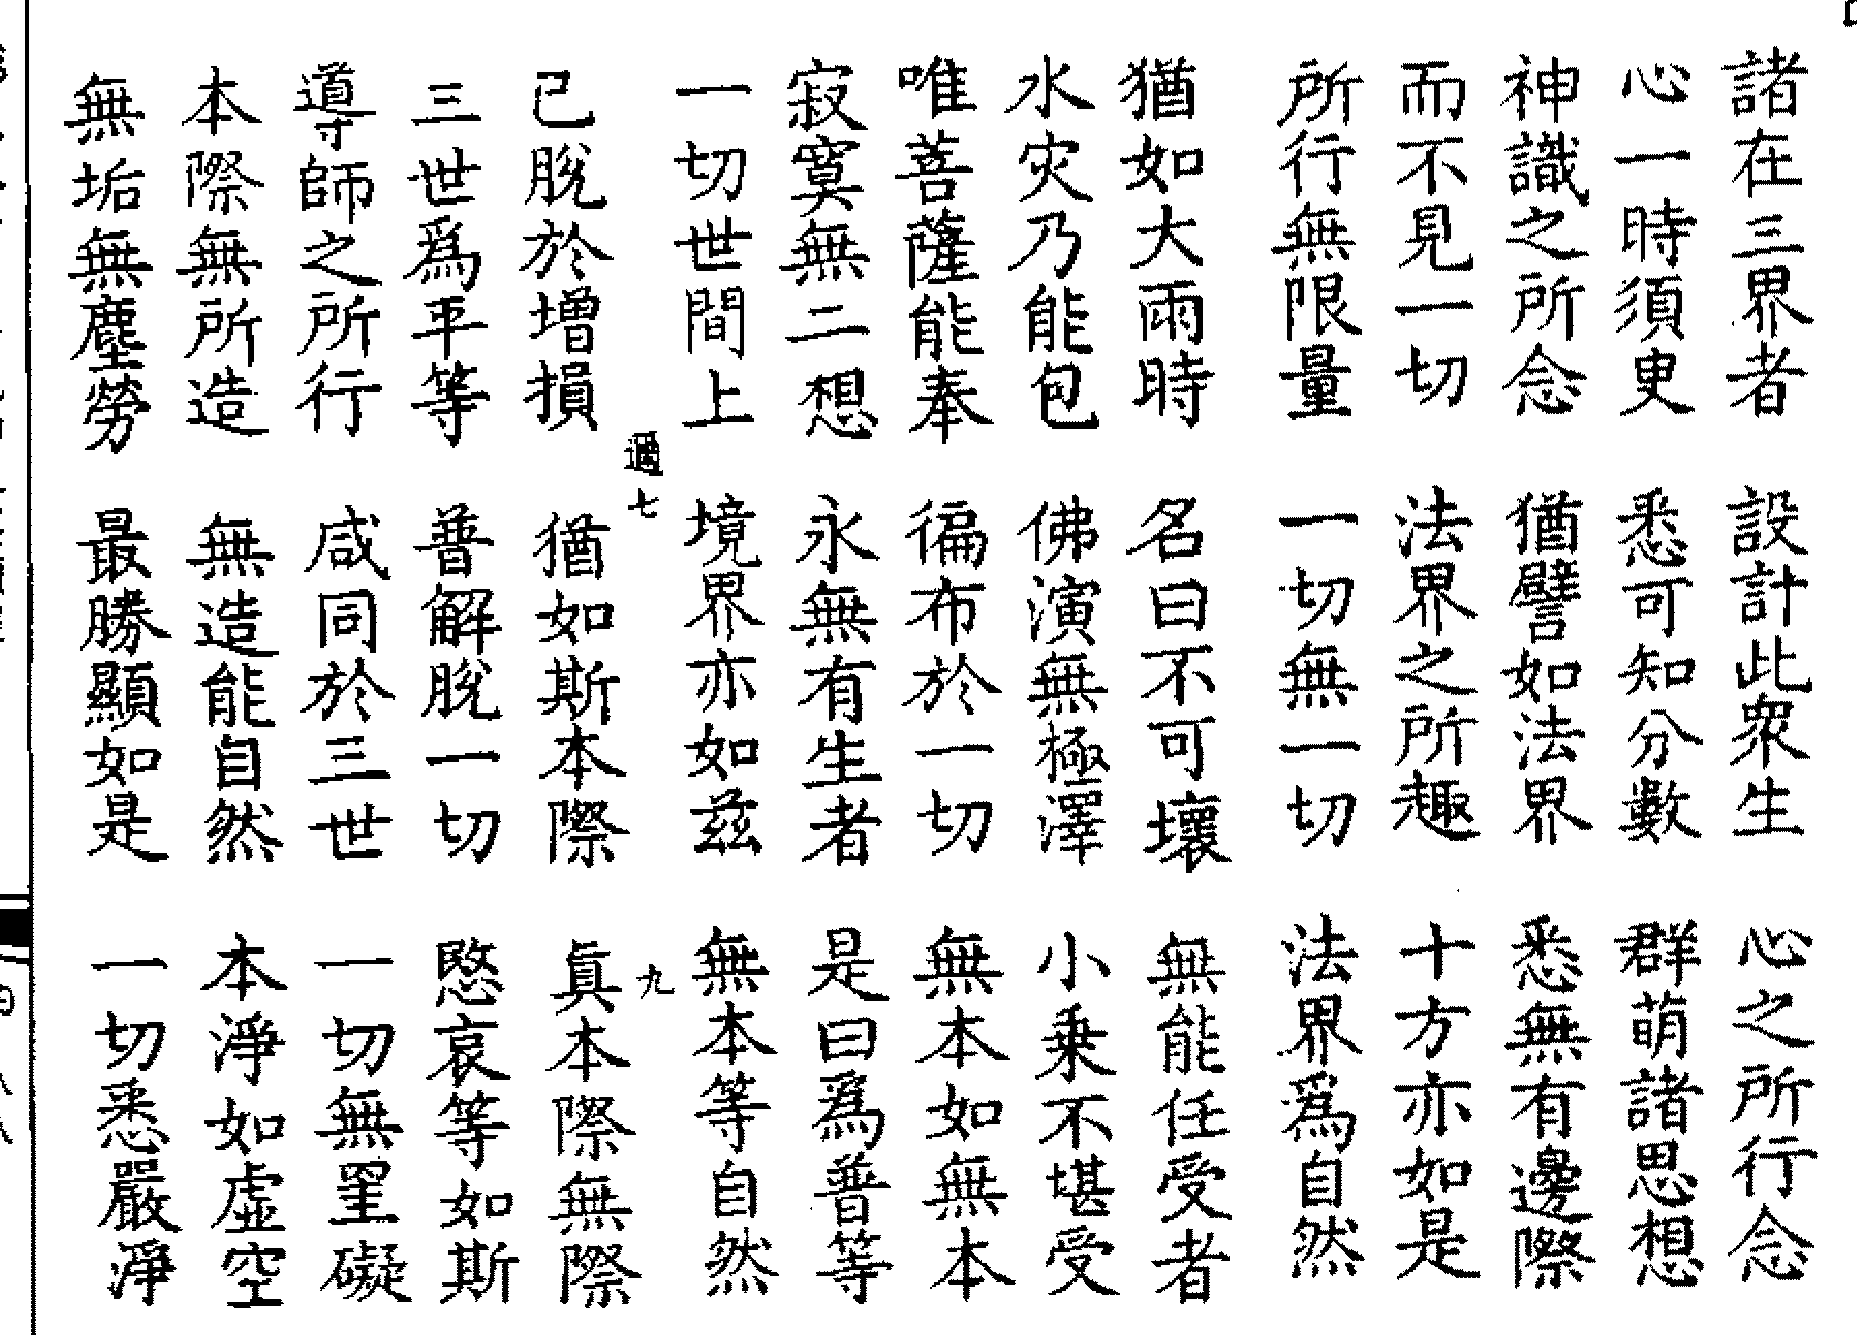 諸在三界者　設計此衆生　心之所行念
心一時須更　悉可知分數　群萌諸思想
神識之所念　猶譬如法界　悉無有邊際
而不見一切　法界之所趣　十方亦如是
所行無限量　一切無一切　法界爲自然
猶如大雨時　名曰不可壞　無能任受者
水灾乃能包　佛演無極澤　小乗不堪受
唯菩薩能奉　徧布於一切　無本如無本
寂寞無二想　永無有生者　是曰爲普等
一切世間上　境界亦如兹　無本等自然
過七　九
已脫於增損　猶如斯本際　眞本際無際
三世爲平等　普解脫一切　愍哀等如斯
導師之所行　咸同於三世　一切無罣礙
本際無所造　無造能自然　本淨如虚空
無垢無塵勞　最勝顯如是　一切悉嚴淨